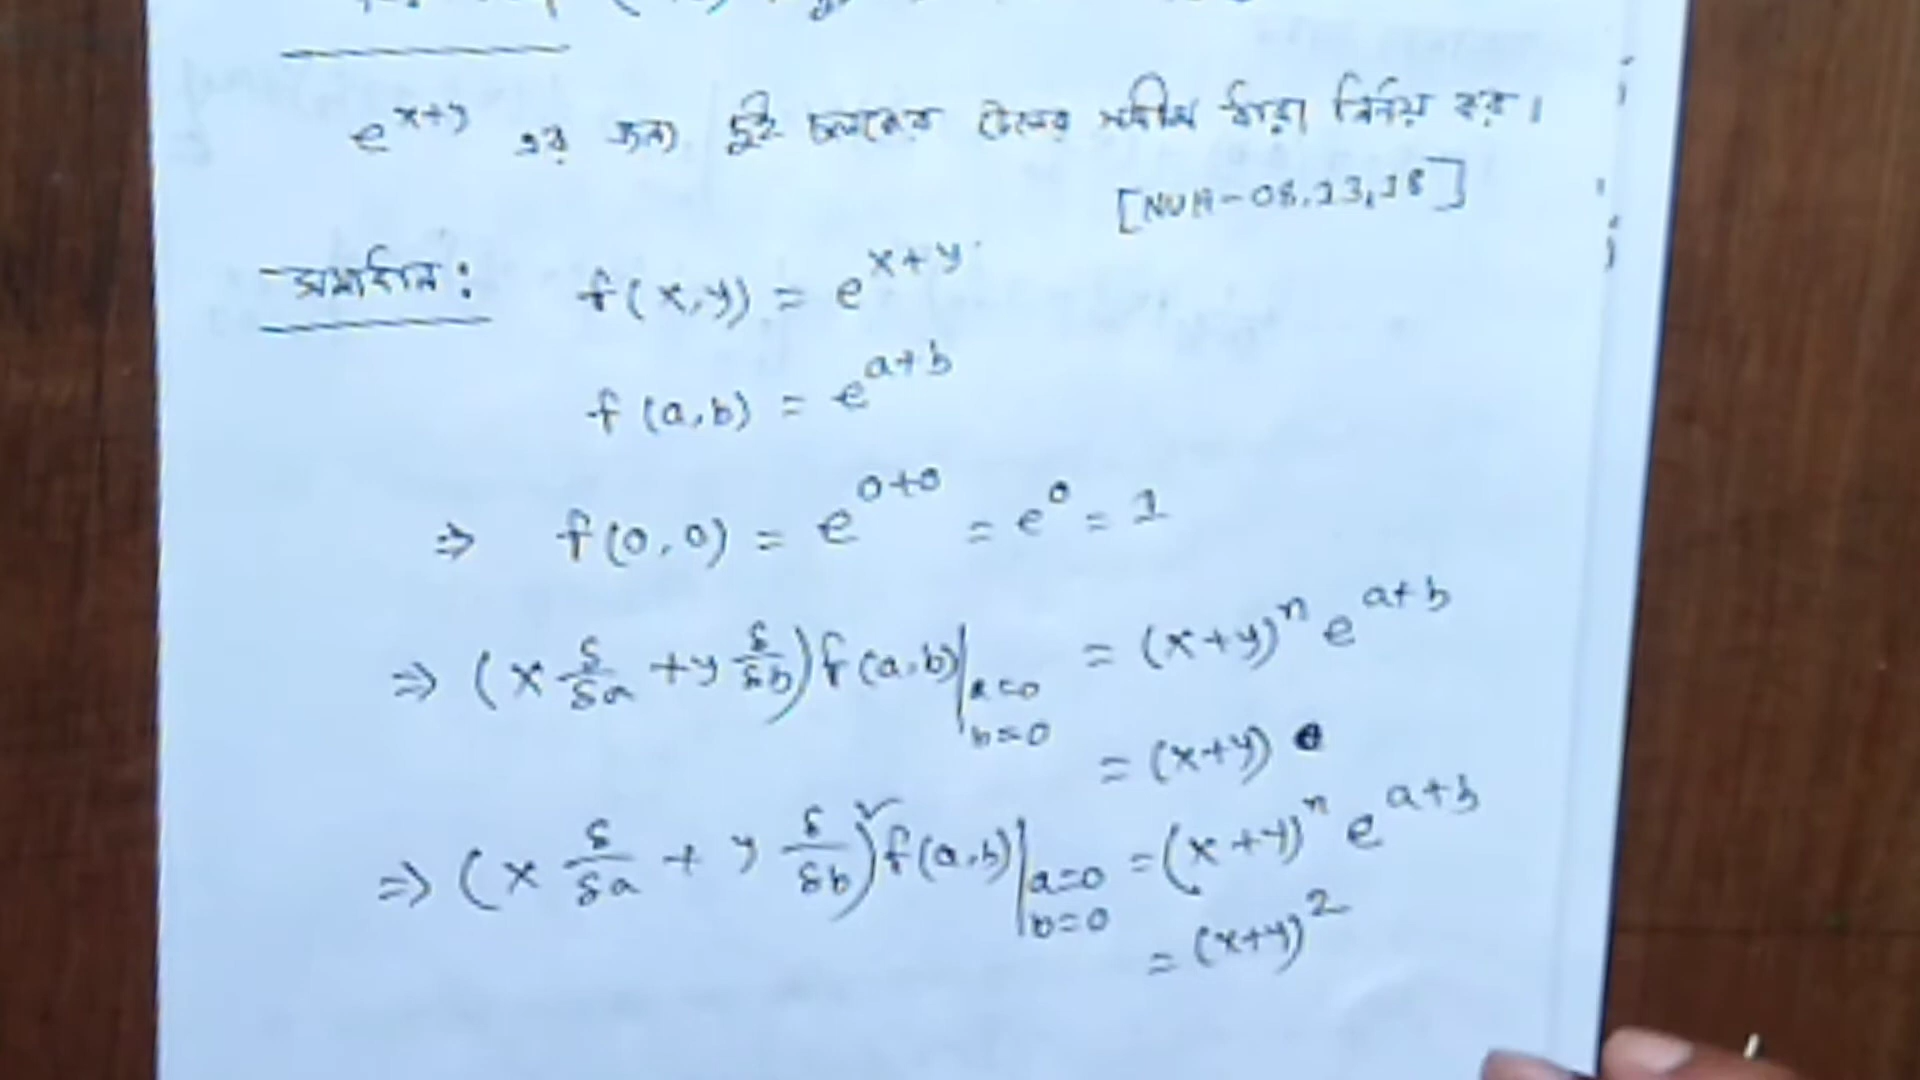 e^{x+y} এর জন্য দুই চলকের টেলর সসীম ধারা নির্ণয় কর।
[NUH-08,13,18]
সমাধান: f(x,y) = e^{x+y}
f(a,b) = e^{a+b}
⇒ f(0,0) = e^{0+0} = e^0 = 1
⇒ (x δ/δa + y δ/δb) f(a,b)|_{a=0 b=0} = (x+y)^n e^{a+b}
= (x+y)
⇒ (x δ/δa + y δ/δb)^2 f(a,b)|_{a=0 b=0} = (x+y)^n e^{a+b}
= (x+y)^2